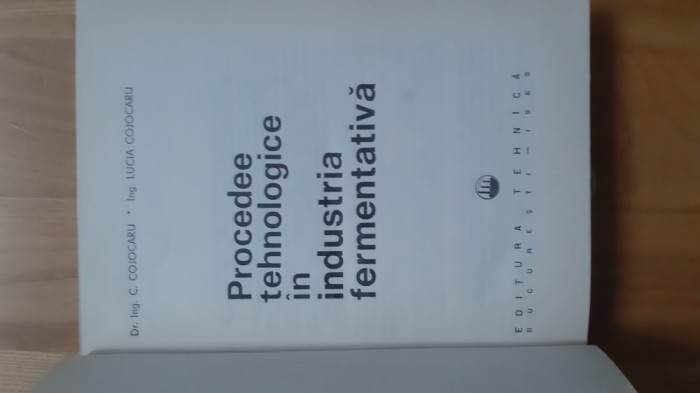 Dr. Ing. C. COJOCARU * Ing. LUCIA COJOCARU
Procedee
tehnologice
în
industria
fermentativă
EDITURA TEHNICĂ
BUCUREȘTI — 1969